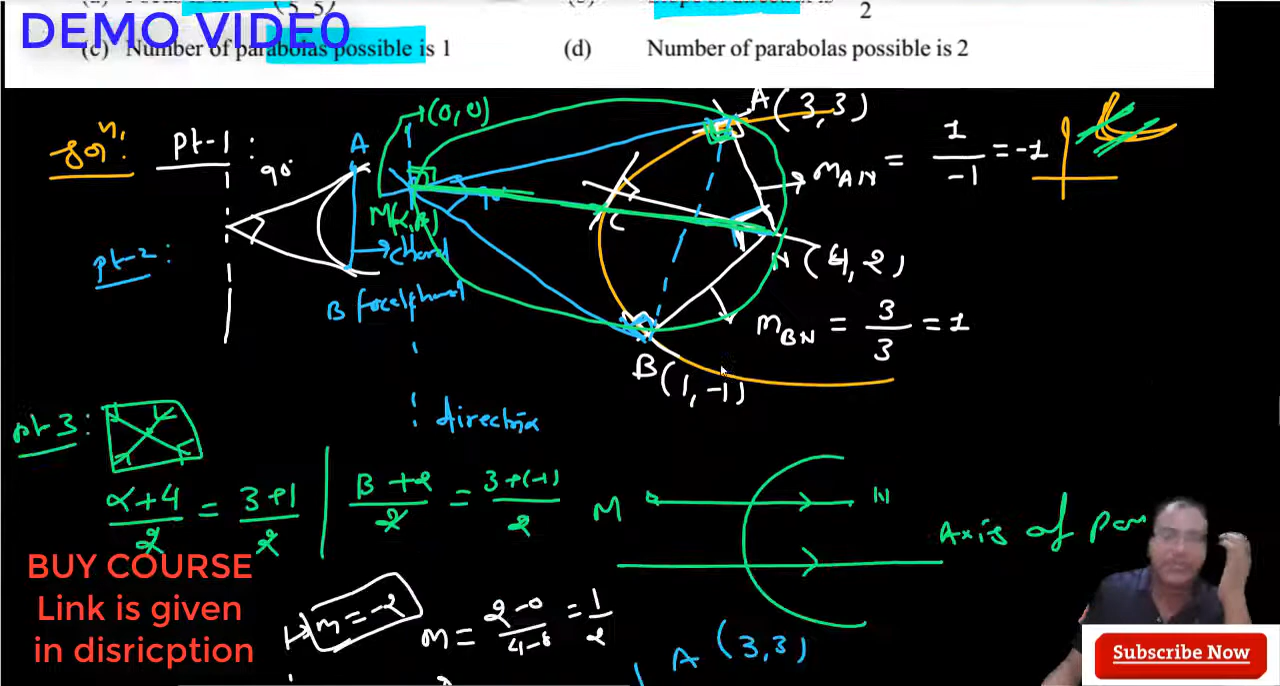 DEMO VIDE0
2
(c) Number of parabolas possible is 1 (d) Number of parabolas possible is 2
Solⁿ:
pt-1 :
90°
A
(0, 0)
A (3,3)
m_AN = 1/-1 = -1
M(α,β)
C
pt-2 :
chord
B focal chord
N (4, 2)
m_BN = 3/3 = 1
B (1, -1)
directrix
pt 3 :
α+4/2 = 3+1/2 | β+2/2 = 3+(-1)/2
M N
Axis of
BUY COURSE
Link is given
in disricption
m = -2
m = 2-0/4-0 = 1/2
A (3,3)
Subscribe Now